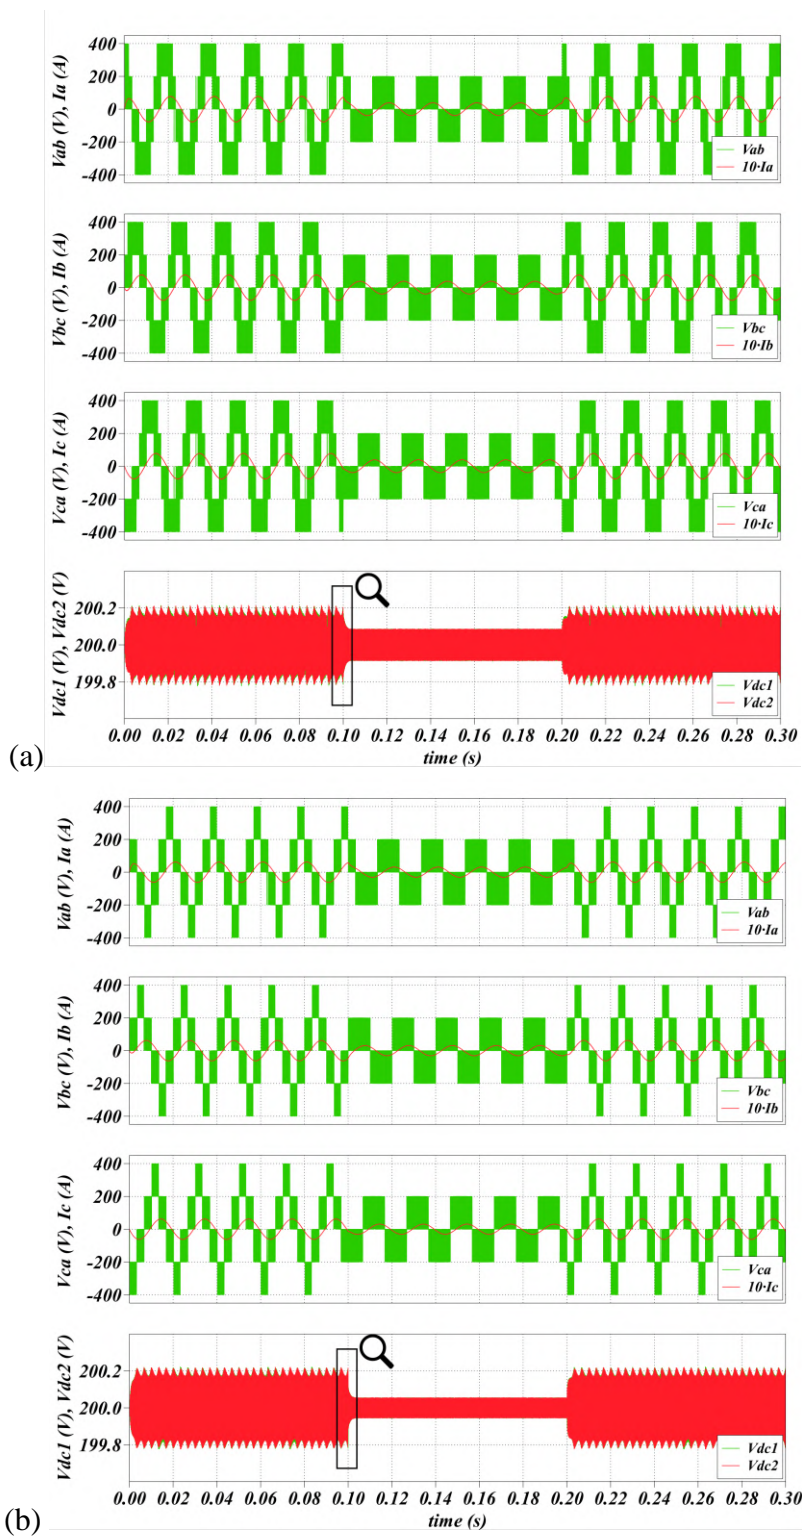 400
200
0
-200
-400
Vab (V), Ia (A)
Vab
10·Ia
400
200
0
-200
-400
Vbc (V), Ib (A)
Vbc
10·Ib
400
200
0
-200
-400
Vca (V), Ic (A)
Vca
10·Ic
200.2
200.0
199.8
Vdc1 (V), Vdc2 (V)
Vdc1
Vdc2
0.00 0.02 0.04 0.06 0.08 0.10 0.12 0.14 0.16 0.18 0.20 0.22 0.24 0.26 0.28 0.30
time (s)
(a)
400
200
0
-200
-400
Vab (V), Ia (A)
Vab
10·Ia
400
200
0
-200
-400
Vbc (V), Ib (A)
Vbc
10·Ib
400
200
0
-200
-400
Vca (V), Ic (A)
Vca
10·Ic
200.2
200.0
199.8
Vdc1 (V), Vdc2 (V)
Vdc1
Vdc2
0.00 0.02 0.04 0.06 0.08 0.10 0.12 0.14 0.16 0.18 0.20 0.22 0.24 0.26 0.28 0.30
time (s)
(b)